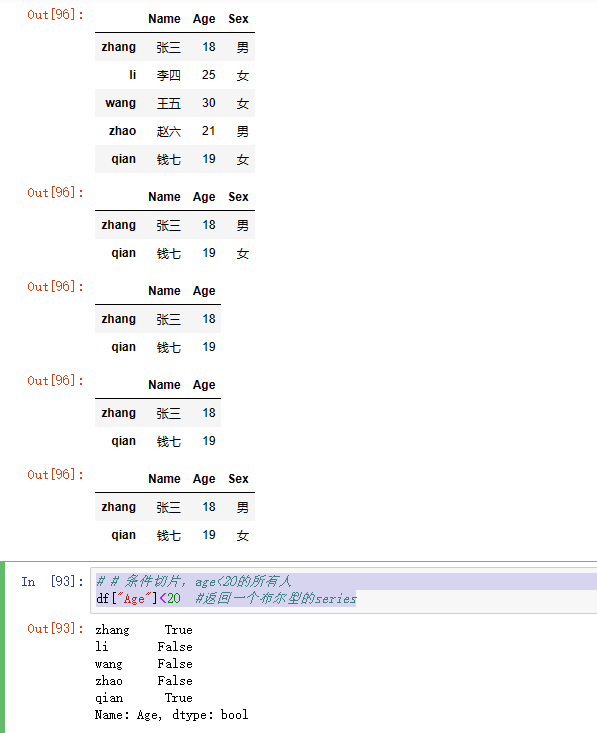 Out[96]:
Name Age Sex
zhang 张三 18 男
li 李四 25 女
wang 王五 30 女
zhao 赵六 21 男
qian 钱七 19 女
Out[96]:
Name Age Sex
zhang 张三 18 男
qian 钱七 19 女
Out[96]:
Name Age
zhang 张三 18
qian 钱七 19
Out[96]:
Name Age
zhang 张三 18
qian 钱七 19
Out[96]:
Name Age Sex
zhang 张三 18 男
qian 钱七 19 女
In [93]: # # 条件切片，age<20的所有人
df["Age"]<20 #返回一个布尔型的series
Out[93]: zhang True
li False
wang False
zhao False
qian True
Name: Age, dtype: bool